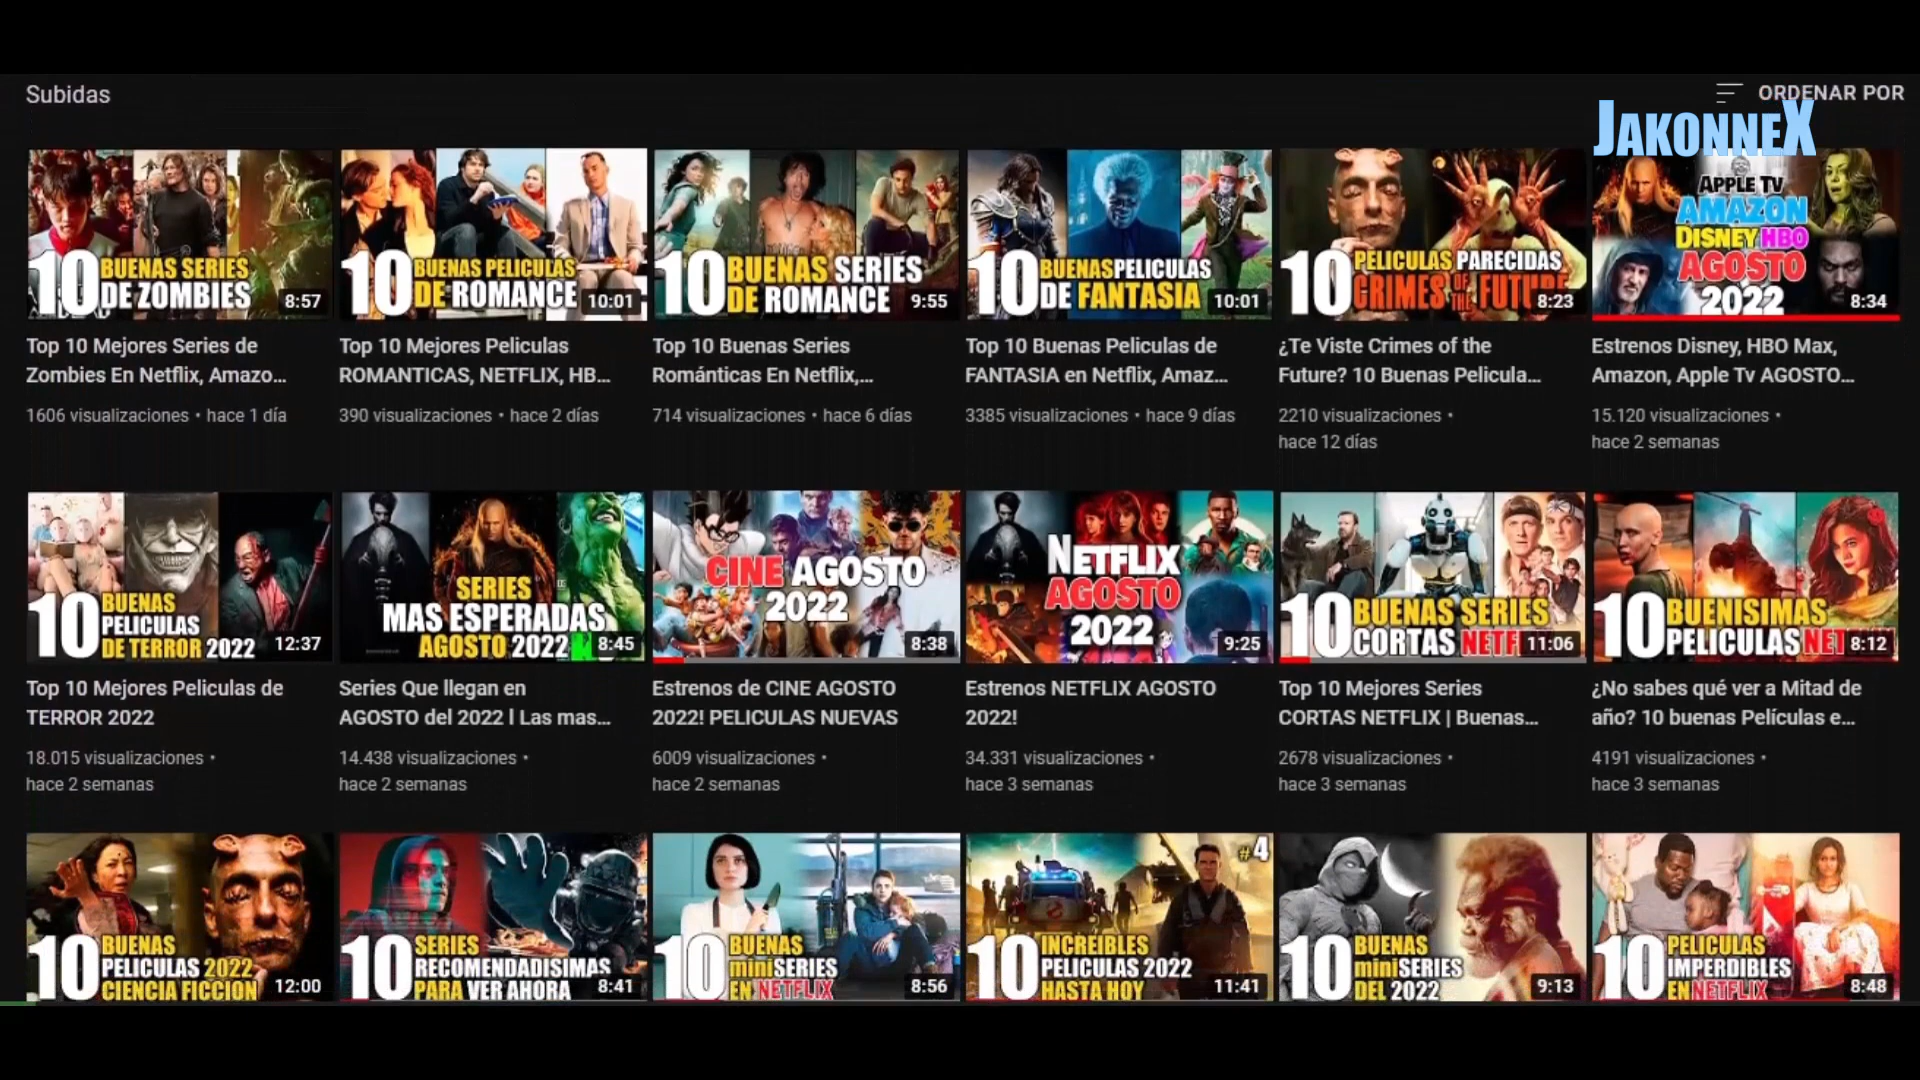 Subidas
ORDENAR POR
JAKONNEX
10 BUENAS SERIES
DE ZOMBIES
8:57
10 BUENAS PELICULAS
DE ROMANCE
10:01
10 BUENAS SERIES
DE ROMANCE
9:55
10 BUENAS PELICULAS
DE FANTASIA
10:01
10 PELICULAS PARECIDAS
CRIMES OF THE FUTURE
8:23
APPLE TV
AMAZON
DISNEY HBO
AGOSTO
2022
8:34
Top 10 Mejores Series de
Zombies En Netflix, Amazo...
1606 visualizaciones • hace 1 día
Top 10 Mejores Peliculas
ROMANTICAS, NETFLIX, HB...
390 visualizaciones • hace 2 días
Top 10 Buenas Series
Románticas En Netflix,...
714 visualizaciones • hace 6 días
Top 10 Buenas Peliculas de
FANTASIA en Netflix, Amaz...
3385 visualizaciones • hace 9 días
¿Te Viste Crimes of the
Future? 10 Buenas Pelicula...
2210 visualizaciones •
hace 12 días
Estrenos Disney, HBO Max,
Amazon, Apple Tv AGOSTO...
15.120 visualizaciones •
hace 2 semanas
10 BUENAS
PELICULAS
DE TERROR 2022
12:37
SERIES
MAS ESPERADAS
AGOSTO 2022
8:45
CINE AGOSTO
2022
8:38
NETFLIX
AGOSTO
2022
9:25
10 BUENAS SERIES
CORTAS NETF
11:06
10 BUENISIMAS
PELICULAS NET
8:12
Top 10 Mejores Peliculas de
TERROR 2022
18.015 visualizaciones •
hace 2 semanas
Series Que llegan en
AGOSTO del 2022 l Las mas...
14.438 visualizaciones •
hace 2 semanas
Estrenos de CINE AGOSTO
2022! PELICULAS NUEVAS
6009 visualizaciones •
hace 2 semanas
Estrenos NETFLIX AGOSTO
2022!
34.331 visualizaciones •
hace 3 semanas
Top 10 Mejores Series
CORTAS NETFLIX | Buenas...
2678 visualizaciones •
hace 3 semanas
¿No sabes qué ver a Mitad de
año? 10 buenas Películas e...
4191 visualizaciones •
hace 3 semanas
10 BUENAS
PELICULAS 2022
CIENCIA FICCION
12:00
10 SERIES
RECOMENDADISIMAS
PARA VER AHORA
8:41
10 BUENAS
miniSERIES
EN NETFLIX
8:56
#4
10 INCREIBLES
PELICULAS 2022
HASTA HOY
11:41
10 BUENAS
miniSERIES
DEL 2022
9:13
10 PELICULAS
IMPERDIBLES
EN NETFLIX
8:48